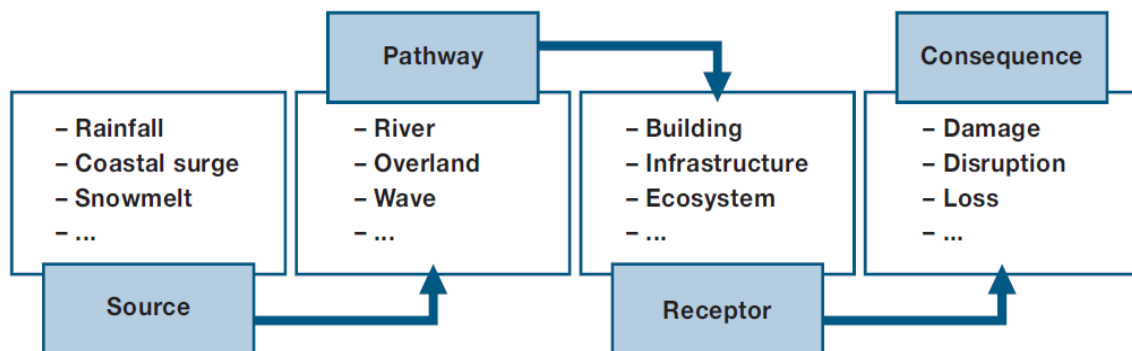 Pathway
Consequence
– Rainfall
– Coastal surge
– Snowmelt
– ...
– River
– Overland
– Wave
– ...
– Building
– Infrastructure
– Ecosystem
– ...
– Damage
– Disruption
– Loss
– ...
Source
Receptor